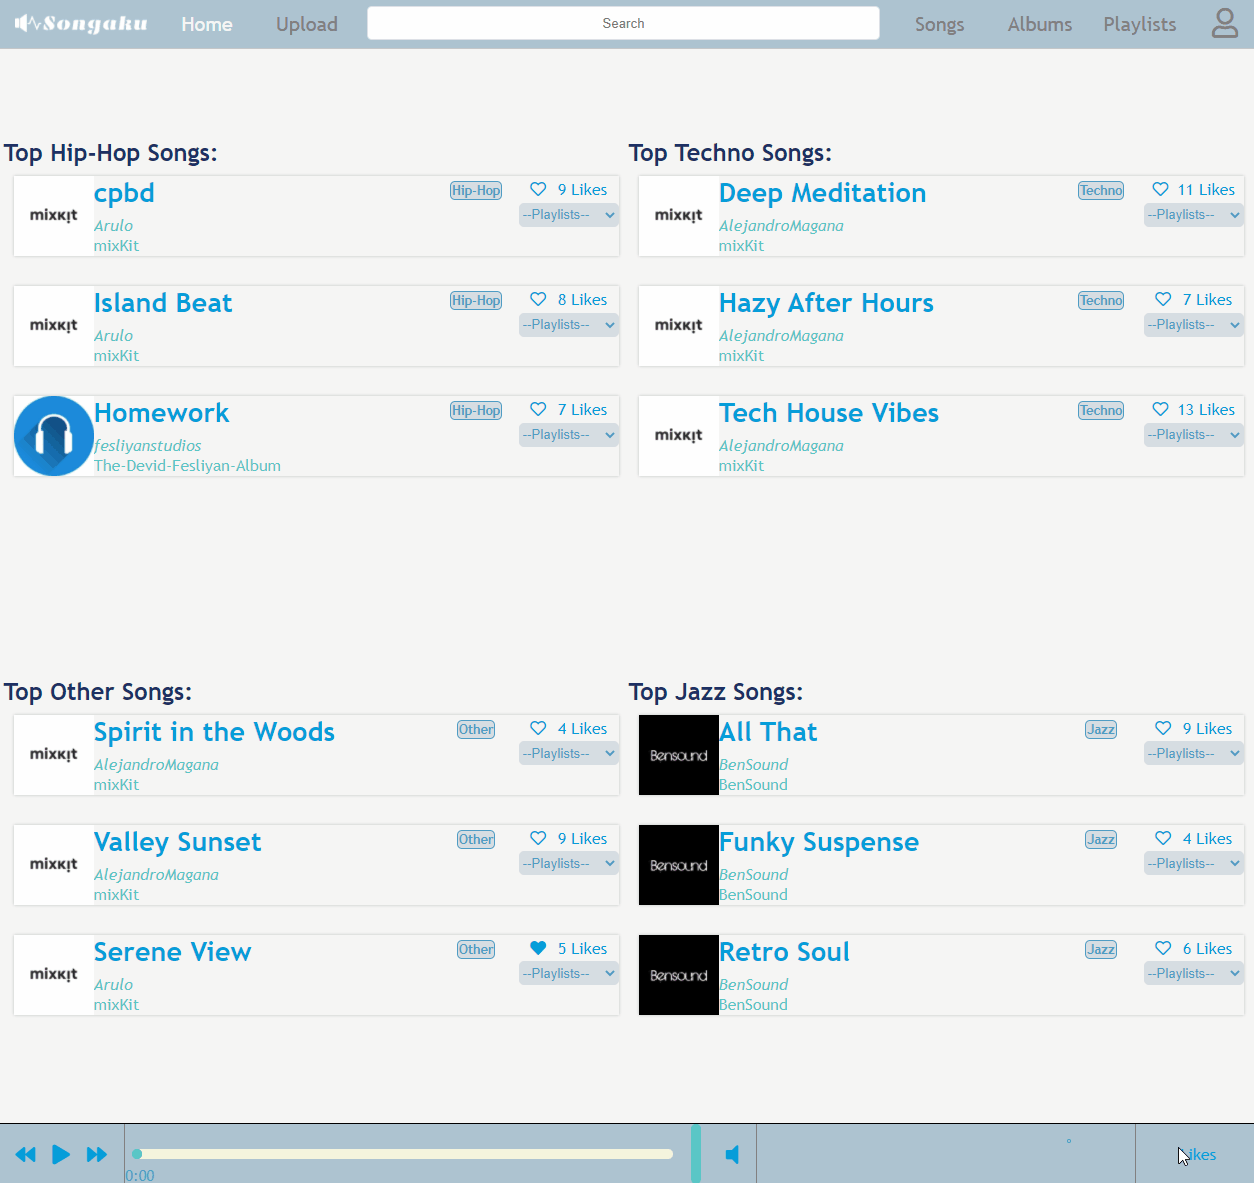 Songaku Home Upload Search Songs Albums Playlists
Top Hip-Hop Songs:
mixkit
cpbd
Hip-Hop
9 Likes
Arulo
--Playlists--
mixKit
mixkit
Island Beat
Hip-Hop
8 Likes
Arulo
--Playlists--
mixKit
Homework
Hip-Hop
7 Likes
fesliyanstudios
--Playlists--
The-Devid-Fesliyan-Album
Top Techno Songs:
mixkit
Deep Meditation
Techno
11 Likes
AlejandroMagana
--Playlists--
mixKit
mixkit
Hazy After Hours
Techno
7 Likes
AlejandroMagana
--Playlists--
mixKit
mixkit
Tech House Vibes
Techno
13 Likes
AlejandroMagana
--Playlists--
mixKit
Top Other Songs:
mixkit
Spirit in the Woods
Other
4 Likes
AlejandroMagana
--Playlists--
mixKit
mixkit
Valley Sunset
Other
9 Likes
AlejandroMagana
--Playlists--
mixKit
mixkit
Serene View
Other
5 Likes
Arulo
--Playlists--
mixKit
Top Jazz Songs:
Bensound
All That
Jazz
9 Likes
BenSound
--Playlists--
BenSound
Bensound
Funky Suspense
Jazz
4 Likes
BenSound
--Playlists--
BenSound
Bensound
Retro Soul
Jazz
6 Likes
BenSound
--Playlists--
BenSound
0:00